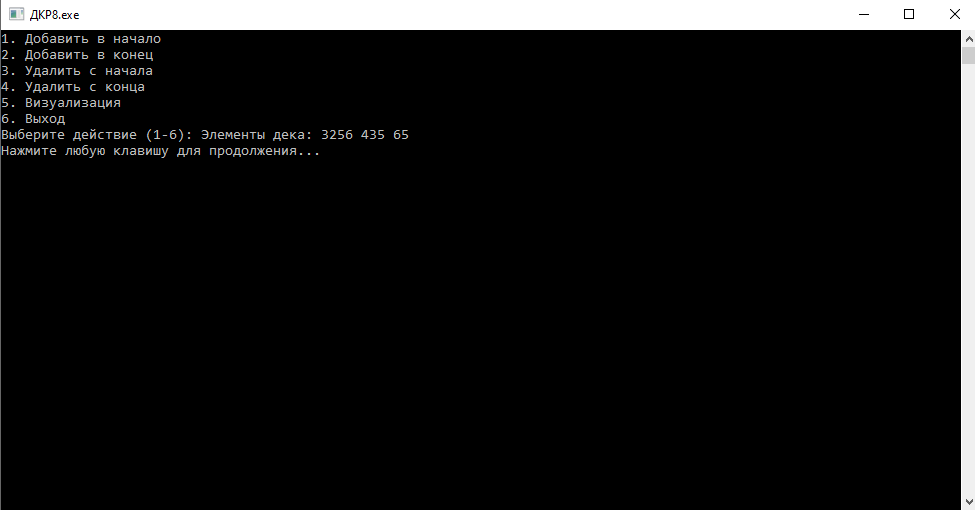 ДКР8.exe
1. Добавить в начало
2. Добавить в конец
3. Удалить с начала
4. Удалить с конца
5. Визуализация
6. Выход
Выберите действие (1-6): Элементы дека: 3256 435 65
Нажмите любую клавишу для продолжения...